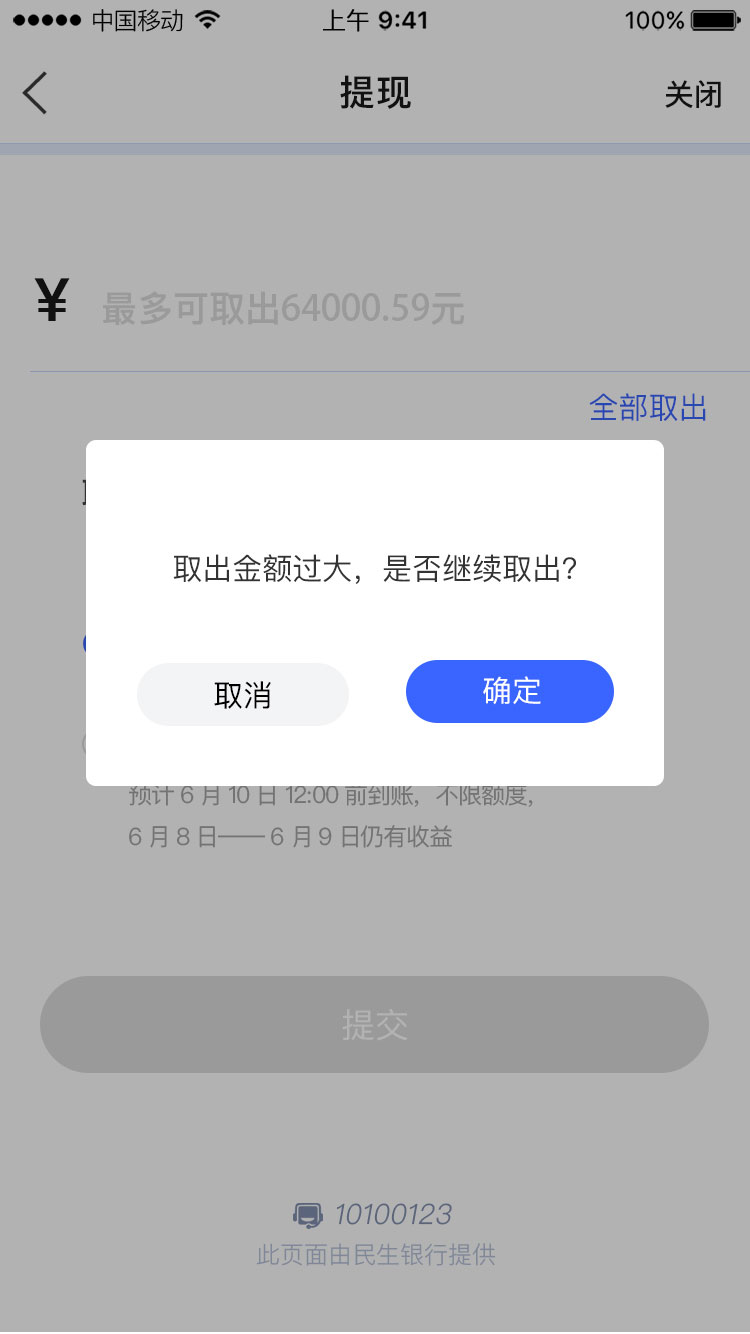 中国移动 上午 9:41 100%
提现 关闭
¥ 最多可取出64000.59元
全部取出
取出金额过大，是否继续取出?
取消 确定
预计 6 月 10 日 12:00 前到账，不限额度，
6 月 8 日—— 6 月 9 日仍有收益
提交
10100123
此页面由民生银行提供